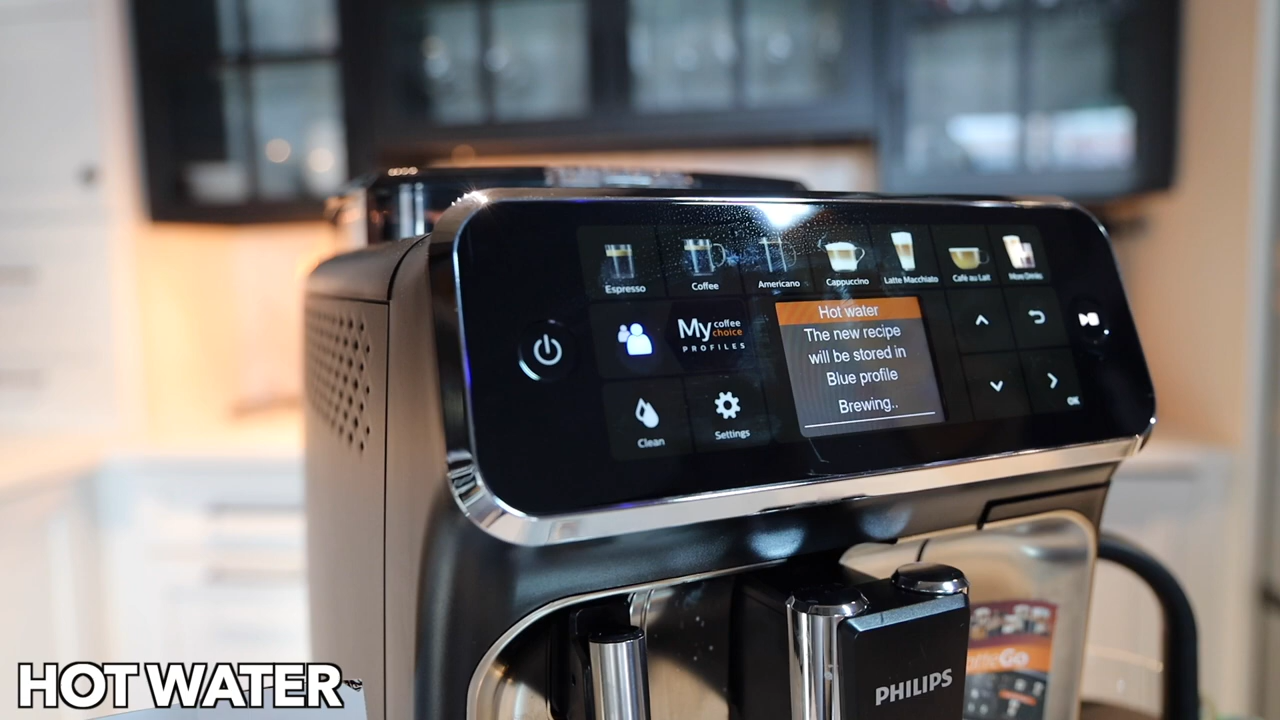 Espresso
Coffee
Americano
Cappuccino
Latte Macchiato
Café au Lait
More Drinks
My coffee
choice
PROFILES
Hot water
The new recipe
will be stored in
Blue profile
Brewing..
Clean
Settings
OK
PHILIPS
Go
HOT WATER